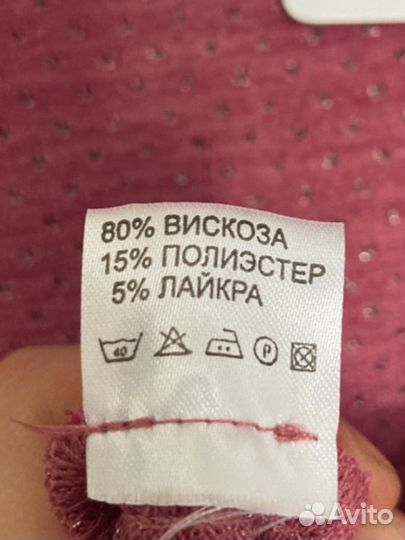 80% ВИСКОЗА
15% ПОЛИЭСТЕР
5% ЛАЙКРА
40 P
Avito